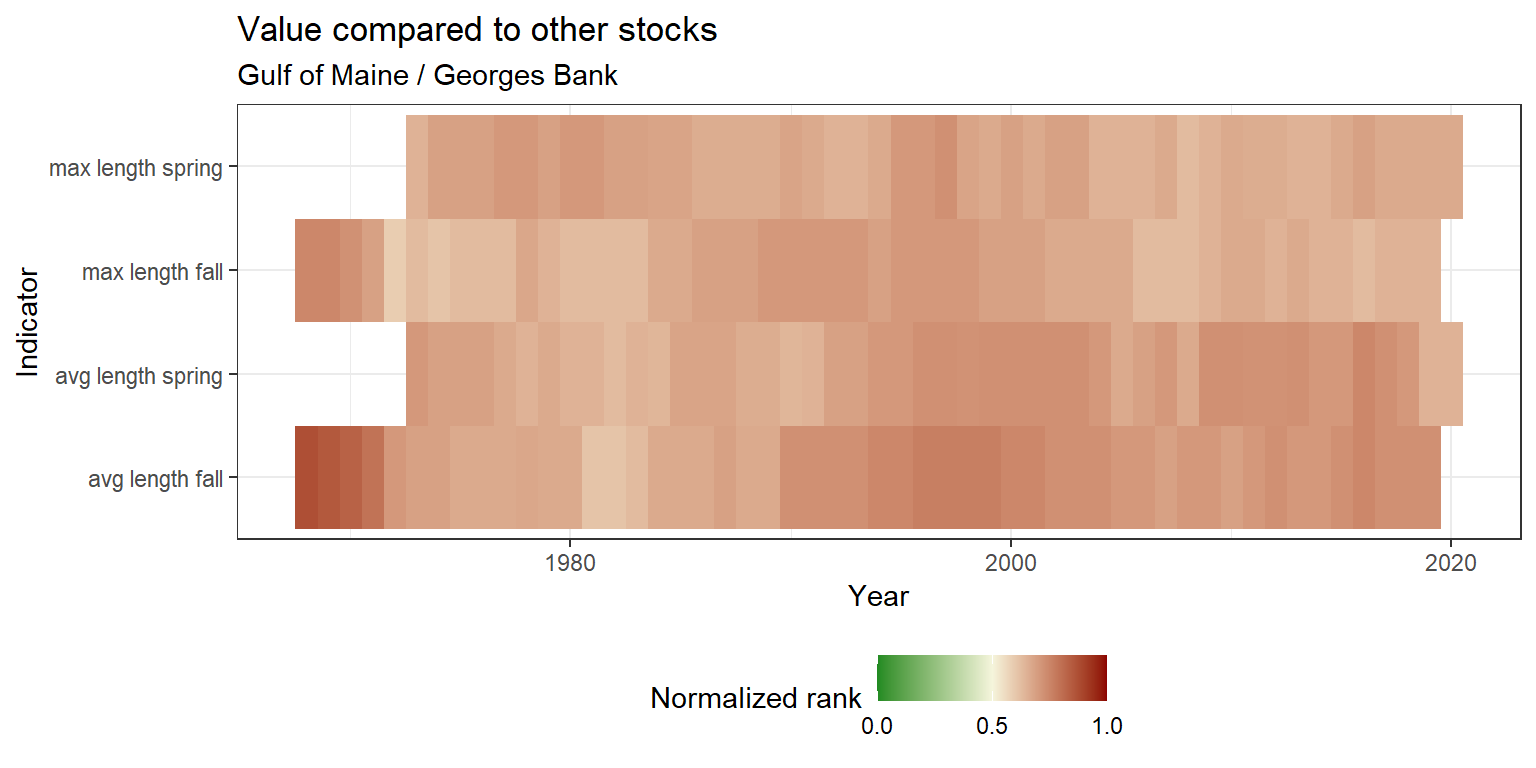 Value compared to other stocks
Gulf of Maine / Georges Bank
max length spring
max length fall
avg length spring
avg length fall
Indicator
1980
2000
2020
Year
Normalized rank
0.0
0.5
1.0